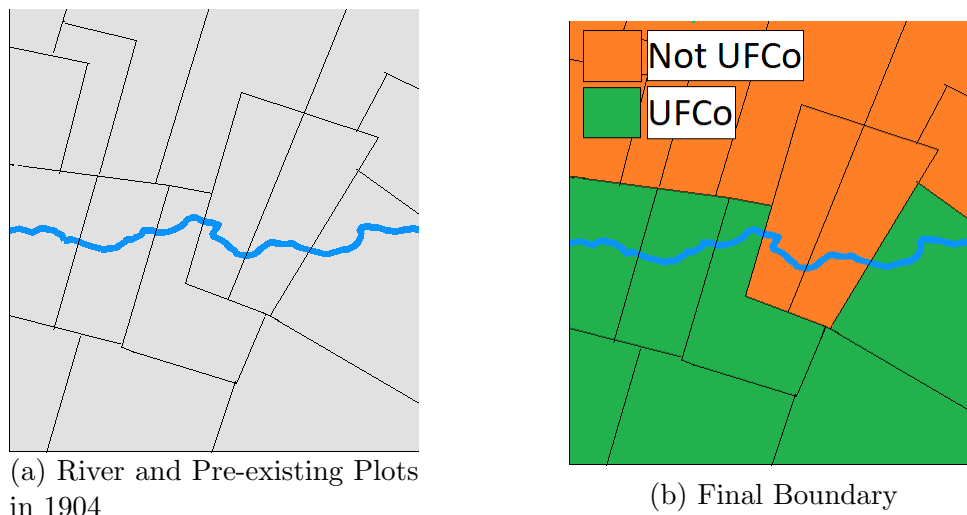 Not UFCo
UFCo
(a) River and Pre-existing Plots
in 1904
(b) Final Boundary